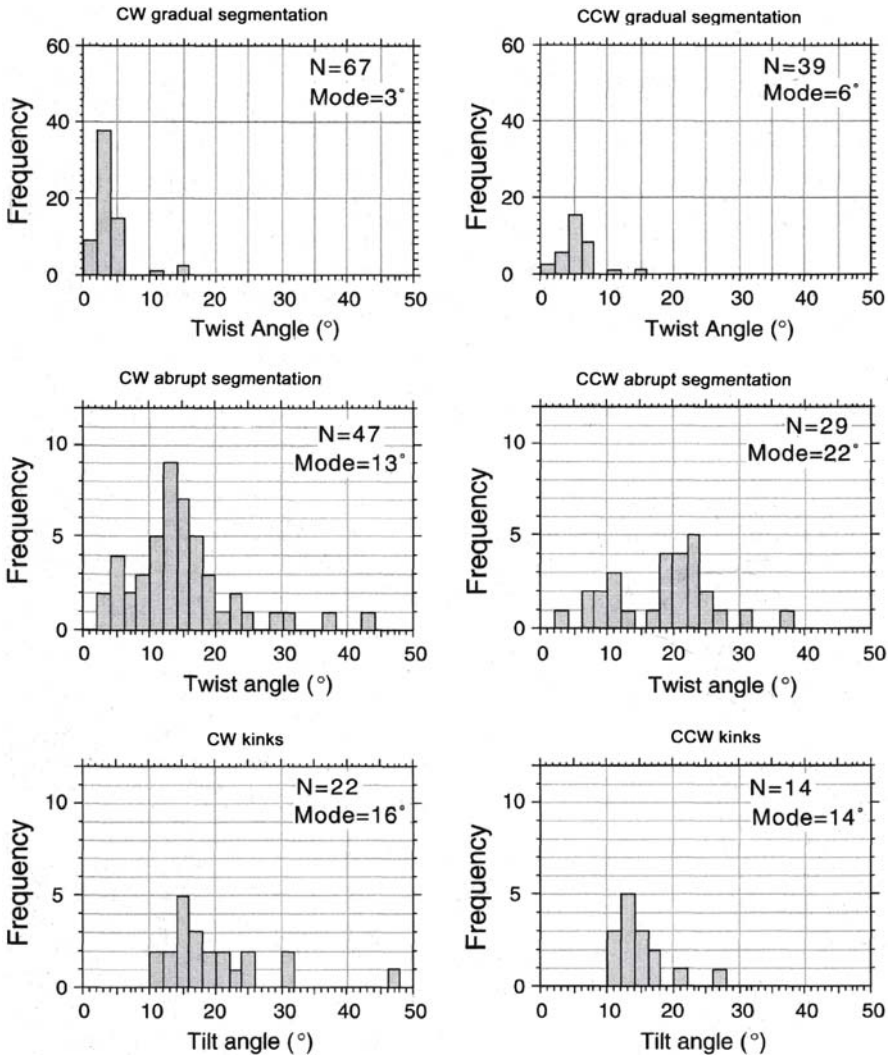 CW gradual segmentation
60
40
20
0
Frequency
N=67
Mode=3°
0 10 20 30 40 50
Twist Angle (°)
CCW gradual segmentation
60
40
20
0
Frequency
N=39
Mode=6°
0 10 20 30 40 50
Twist Angle (°)
CW abrupt segmentation
10
5
0
Frequency
N=47
Mode=13°
0 10 20 30 40 50
Twist angle (°)
CCW abrupt segmentation
10
5
0
Frequency
N=29
Mode=22°
0 10 20 30 40 50
Twist angle (°)
CW kinks
10
5
0
Frequency
N=22
Mode=16°
0 10 20 30 40 50
Tilt angle (°)
CCW kinks
10
5
0
Frequency
N=14
Mode=14°
0 10 20 30 40 50
Tilt angle (°)